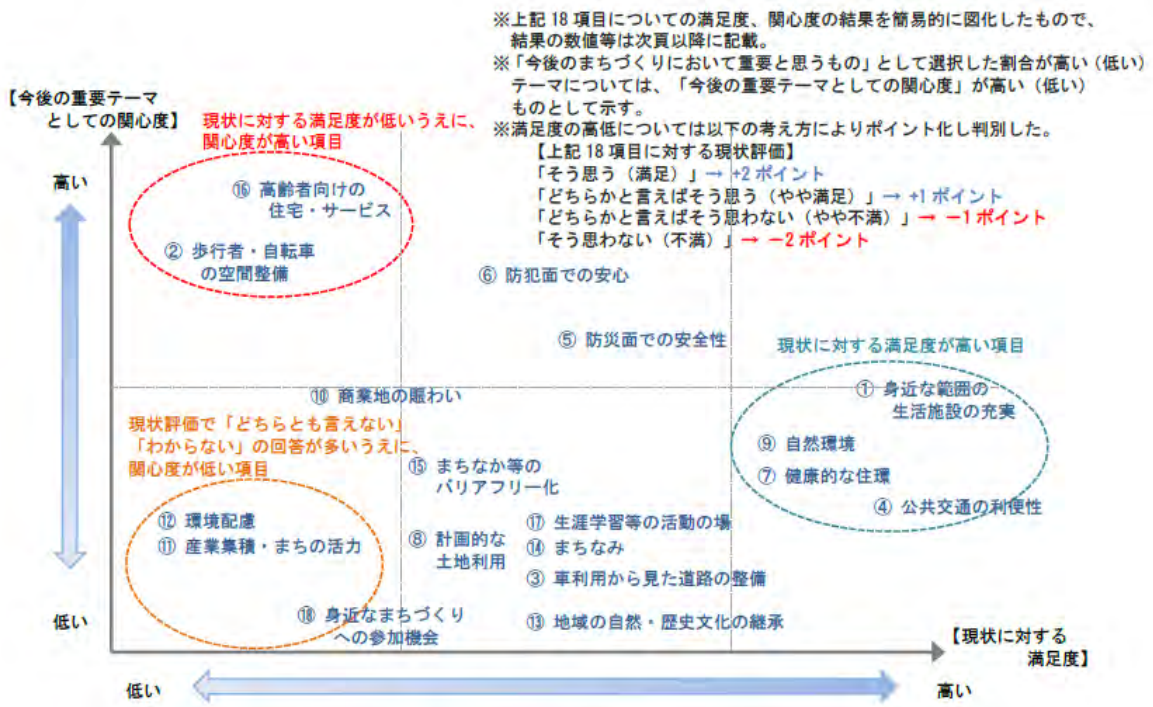 ※上記 18 項目についての満足度、関心度の結果を簡易的に図化したもので、
結果の数値等は次頁以降に記載。
※「今後のまちづくりにおいて重要と思うもの」として選択した割合が高い（低い）
テーマについては、「今後の重要テーマとしての関心度」が高い（低い）
ものとして示す。
※満足度の高低については以下の考え方によりポイント化し判別した。
【上記 18 項目に対する現状評価】
「そう思う（満足）」→ +2 ポイント
「どちらかと言えばそう思う（やや満足）」→ +1 ポイント
「どちらかと言えばそう思わない（やや不満）」→ －1 ポイント
「そう思わない（不満）」→ －2 ポイント
【今後の重要テーマ
としての関心度】
現状に対する満足度が低いうえに、
関心度が高い項目
高い
⑯ 高齢者向けの
住宅・サービス
② 歩行者・自転車
の空間整備
⑥ 防犯面での安心
⑤ 防災面での安全性
現状に対する満足度が高い項目
① 身近な範囲の
生活施設の充実
⑩ 商業地の賑わい
現状評価で「どちらとも言えない」
「わからない」の回答が多いうえに、
関心度が低い項目
⑨ 自然環境
⑮ まちなか等の
バリアフリー化
⑦ 健康的な住環
④ 公共交通の利便性
⑫ 環境配慮
⑪ 産業集積・まちの活力
⑧ 計画的な
土地利用
⑰ 生涯学習等の活動の場
⑭ まちなみ
③ 車利用から見た道路の整備
⑱ 身近なまちづくり
への参加機会
⑬ 地域の自然・歴史文化の継承
低い
【現状に対する
満足度】
低い
高い